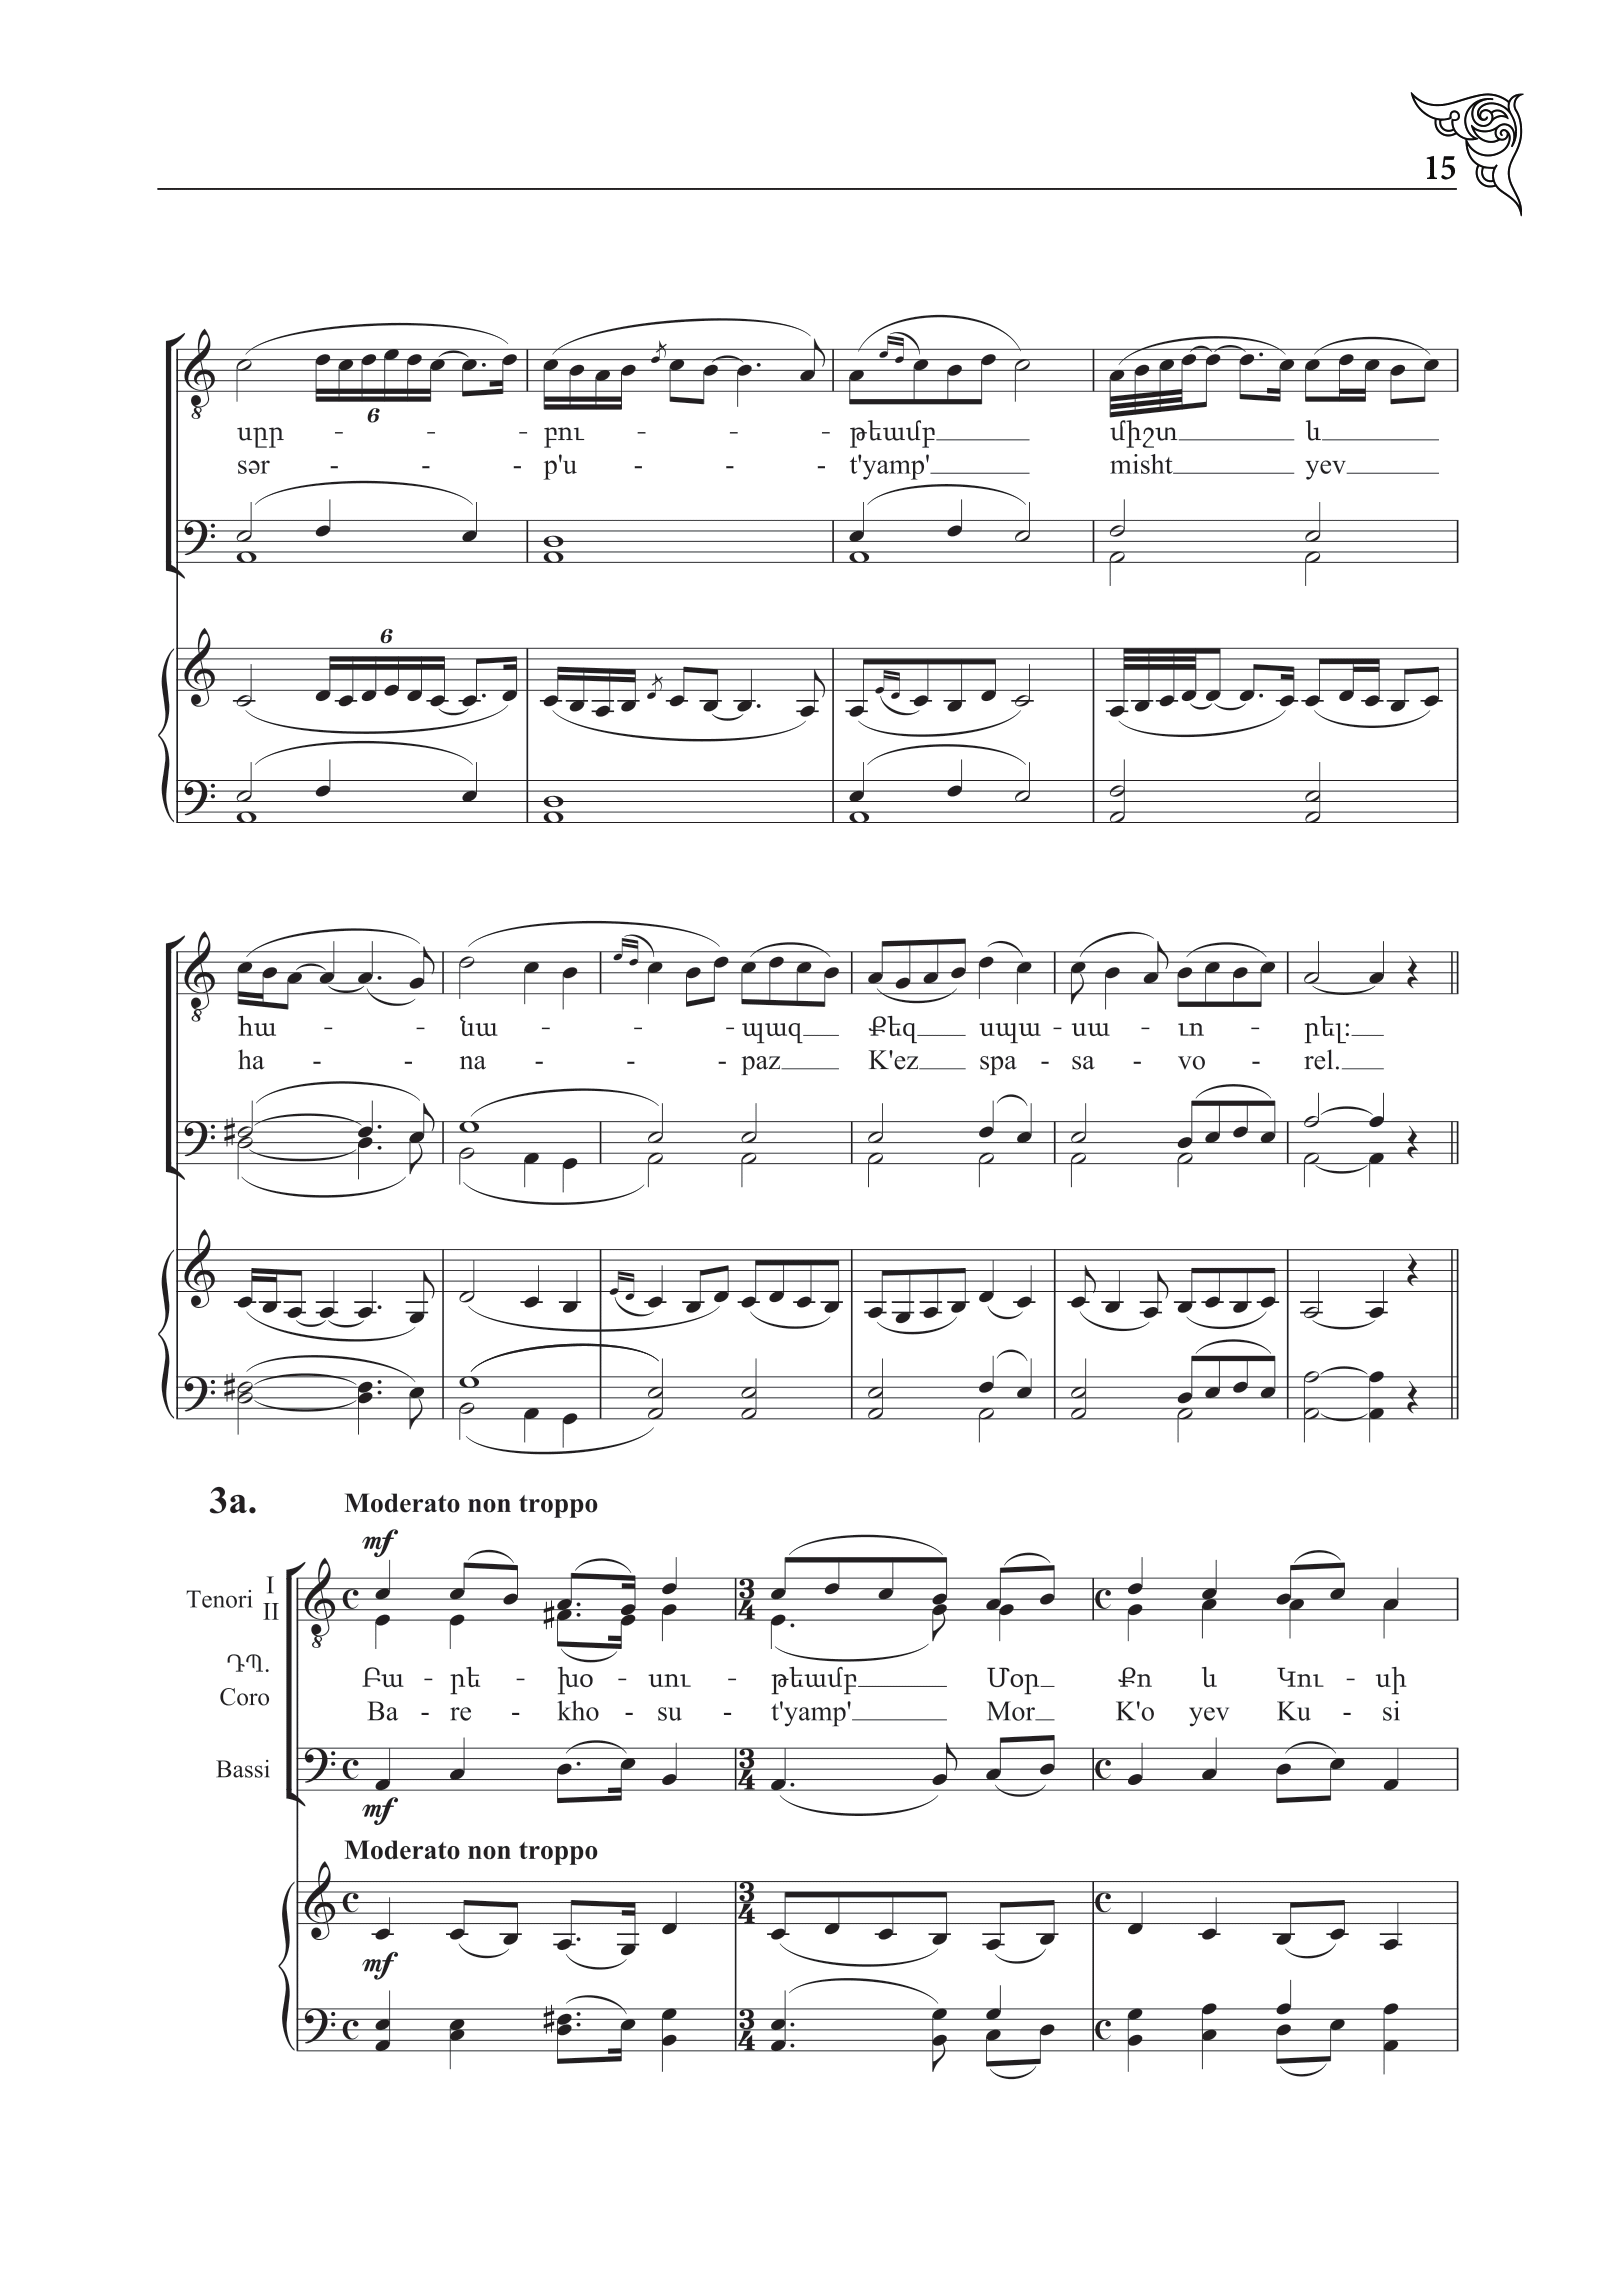 15
6
սըր - - - բու - - - թեամբ միշտ և
sər - - - p'u - - - t'yamp' misht yev
6
հա - - նա - - - պազ Քեզ սպա - սա - ւո - րել:
ha - - na - - - paz K'ez spa - sa - vo - rel.
3a. Moderato non troppo
mf
Tenori I
II
ԴՊ.
Coro
Բա - րե - խօ - սու - թեամբ Մօր Քո և Կու - սի
Ba - re - kho - su - t'yamp' Mor K'o yev Ku - si
Bassi
mf
Moderato non troppo
mf